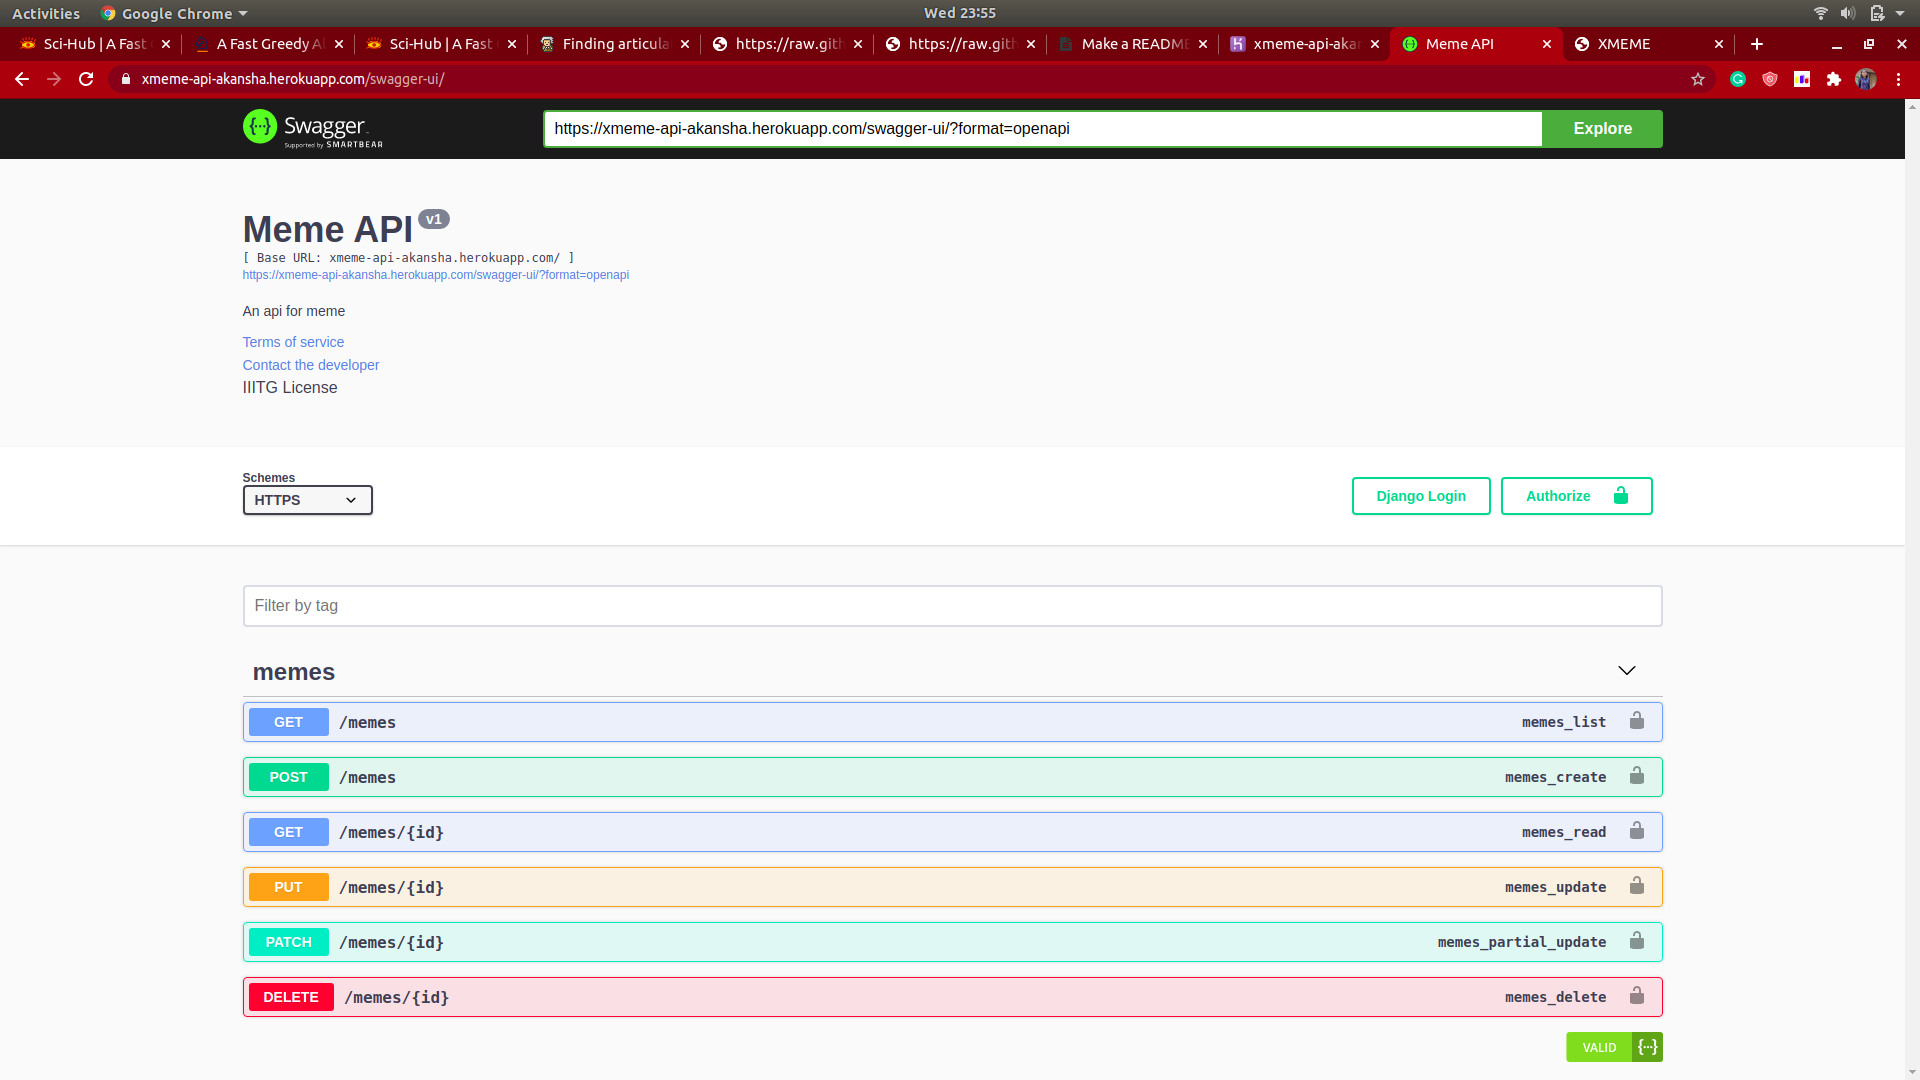 Activities
Google Chrome
Wed 23:55
Sci-Hub | A Fast
A Fast Greedy Al
Sci-Hub | A Fast
Finding articula
https://raw.gith
https://raw.gith
Make a README
xmeme-api-akan
Meme API
XMEME
xmeme-api-akansha.herokuapp.com/swagger-ui/
Swagger
Supported by SMARTBEAR
https://xmeme-api-akansha.herokuapp.com/swagger-ui/?format=openapi
Explore
Meme API v1
[ Base URL: xmeme-api-akansha.herokuapp.com/ ]
https://xmeme-api-akansha.herokuapp.com/swagger-ui/?format=openapi
An api for meme
Terms of service
Contact the developer
IIITG License
Schemes
HTTPS
Django Login
Authorize
Filter by tag
memes
GET /memes memes_list
POST /memes memes_create
GET /memes/{id} memes_read
PUT /memes/{id} memes_update
PATCH /memes/{id} memes_partial_update
DELETE /memes/{id} memes_delete
VALID {···}